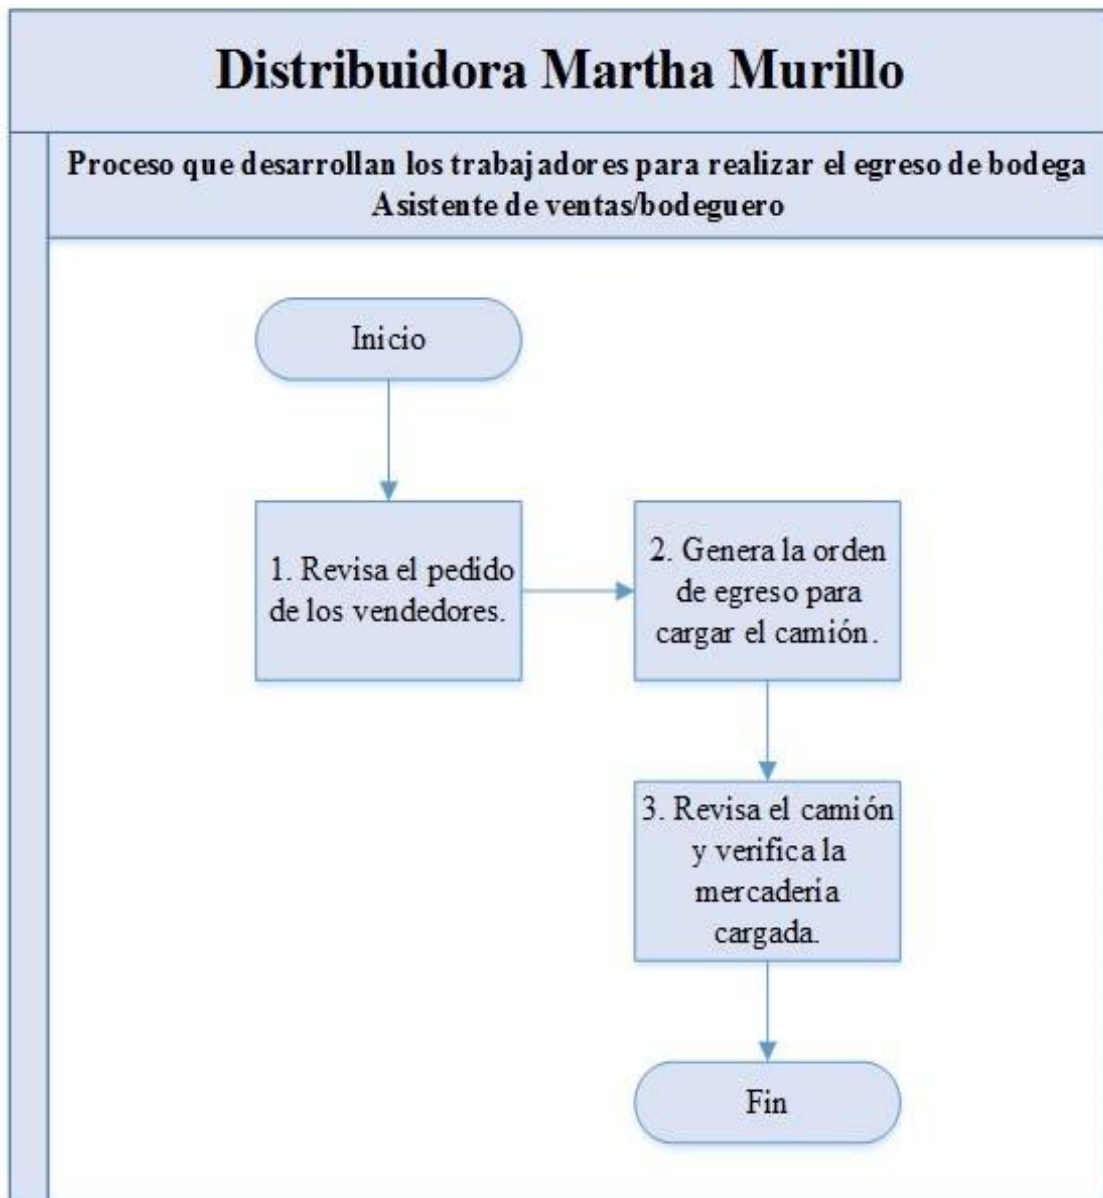 Distribuidora Martha Murillo
Proceso que desarrollan los trabajadores para realizar el egreso de bodega
Asistente de ventas/bodeguero
Inicio
1. Revisa el pedido
de los vendedores.
2. Genera la orden
de egreso para
cargar el camión.
3. Revisa el camión
y verifica la
mercadería
cargada.
Fin